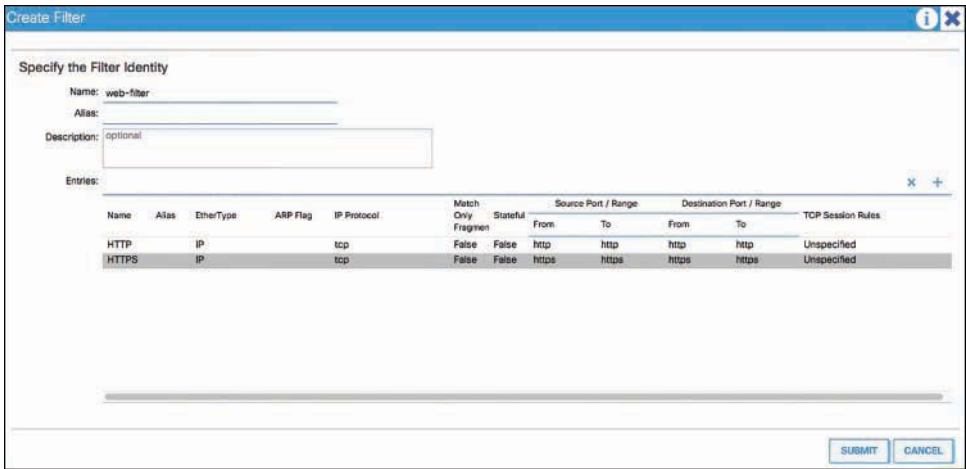 Create Filter
i
Specify the Filter Identity
Name: web-filter
Alias:
Description: optional
Entries:
Name Alias EtherType ARP Flag IP Protocol Match Only Fragmen Stateful Source Port / Range From To Destination Port / Range From To TCP Session Rules
HTTP IP tcp False False http http http http Unspecified
HTTPS IP tcp False False https https https https Unspecified
SUBMIT CANCEL